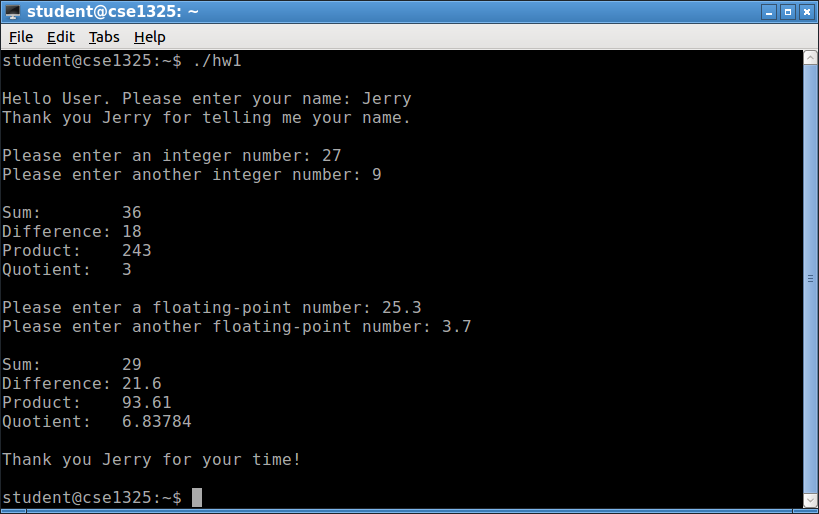 student@cse1325: ~
File Edit Tabs Help
student@cse1325:~$ ./hw1
Hello User. Please enter your name: Jerry
Thank you Jerry for telling me your name.
Please enter an integer number: 27
Please enter another integer number: 9
Sum:        36
Difference: 18
Product:    243
Quotient:   3
Please enter a floating-point number: 25.3
Please enter another floating-point number: 3.7
Sum:        29
Difference: 21.6
Product:    93.61
Quotient:   6.83784
Thank you Jerry for your time!
student@cse1325:~$